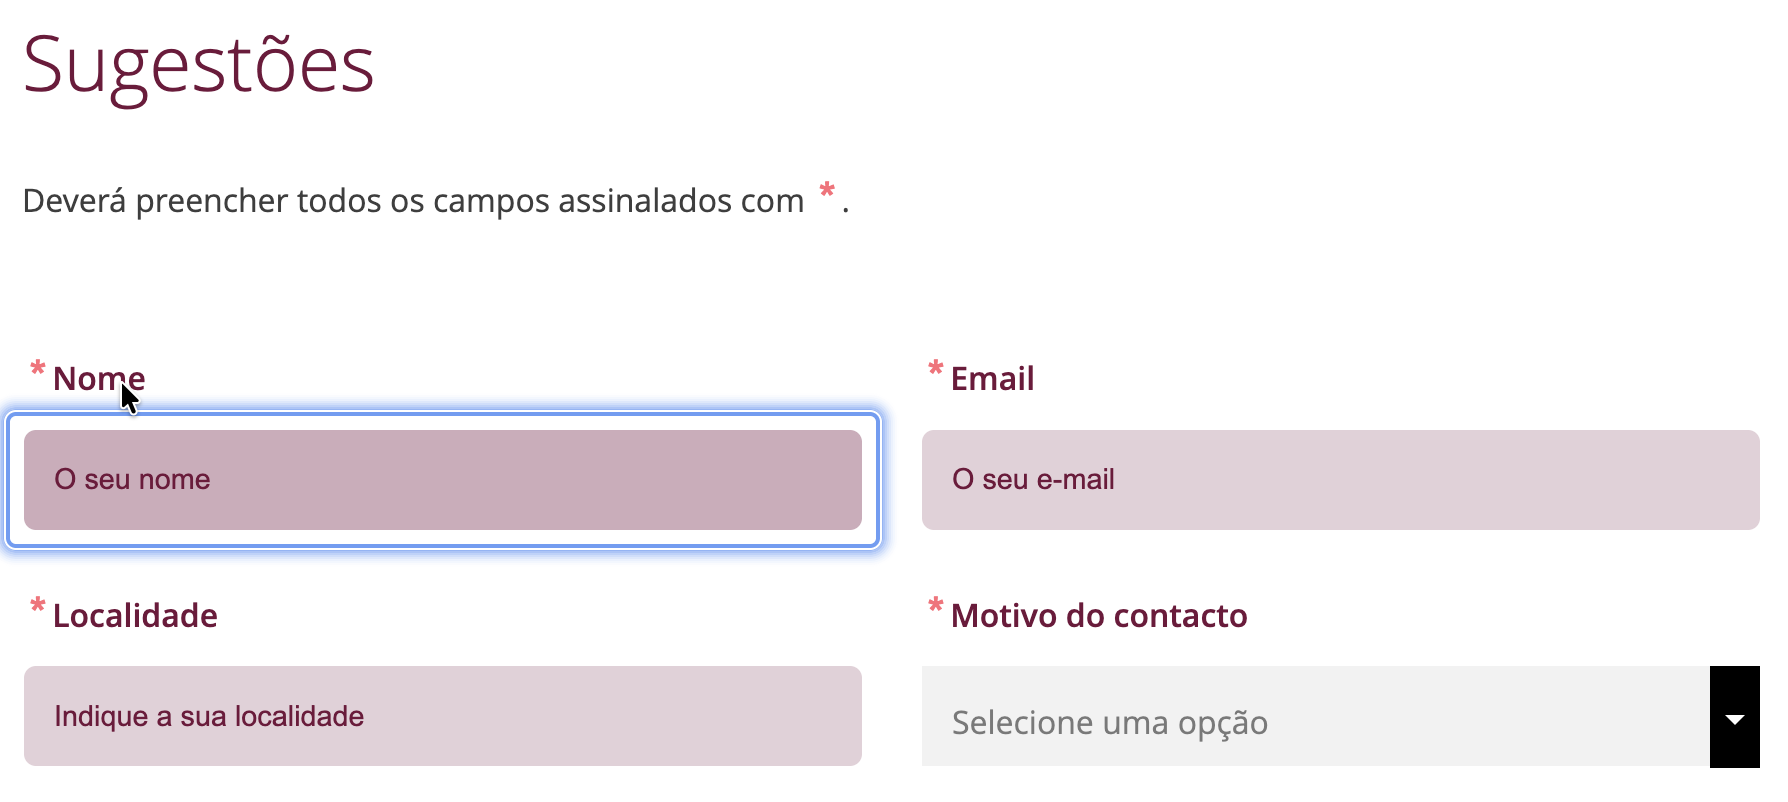 Sugestões
Deverá preencher todos os campos assinalados com * .
* Nome
O seu nome
* Email
O seu e-mail
* Localidade
Indique a sua localidade
* Motivo do contacto
Selecione uma opção